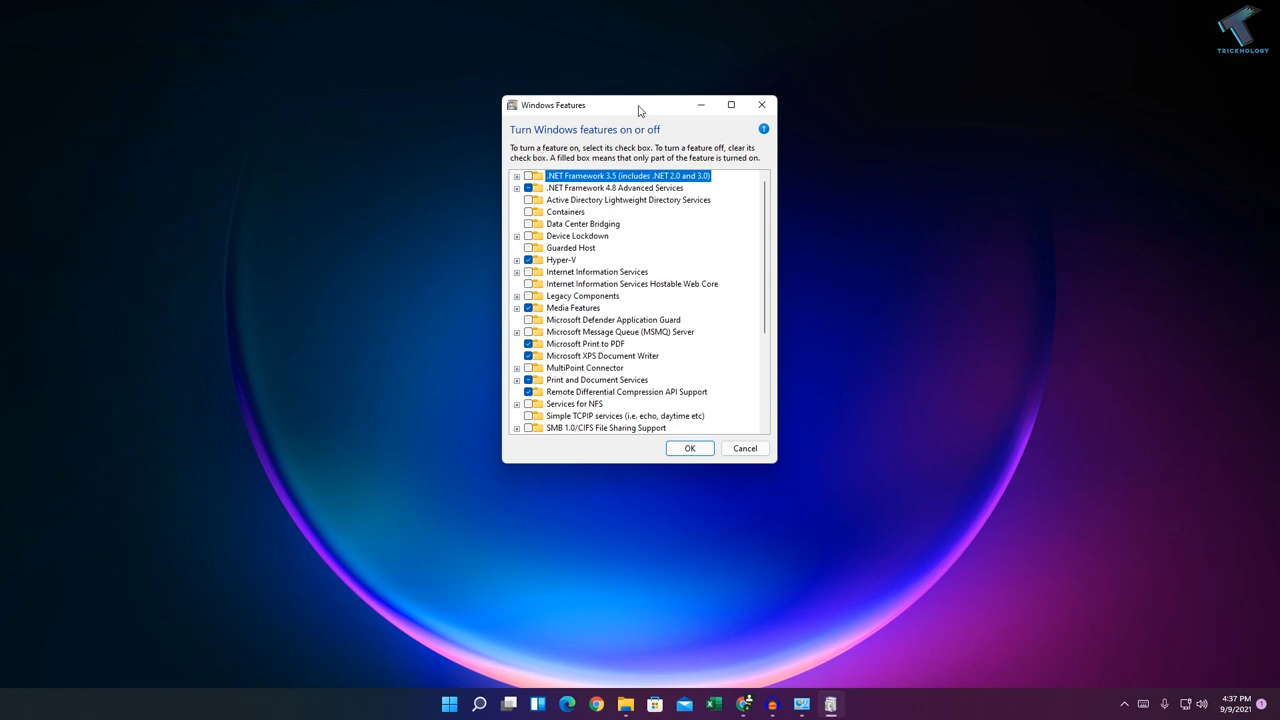 TRICKNOLOGY
Windows Features
Turn Windows features on or off
To turn a feature on, select its check box. To turn a feature off, clear its
check box. A filled box means that only part of the feature is turned on.
.NET Framework 3.5 (includes .NET 2.0 and 3.0)
.NET Framework 4.8 Advanced Services
Active Directory Lightweight Directory Services
Containers
Data Center Bridging
Device Lockdown
Guarded Host
Hyper-V
Internet Information Services
Internet Information Services Hostable Web Core
Legacy Components
Media Features
Microsoft Defender Application Guard
Microsoft Message Queue (MSMQ) Server
Microsoft Print to PDF
Microsoft XPS Document Writer
MultiPoint Connector
Print and Document Services
Remote Differential Compression API Support
Services for NFS
Simple TCPIP services (i.e. echo, daytime etc)
SMB 1.0/CIFS File Sharing Support
OK
Cancel
4:37 PM
9/9/2021
1